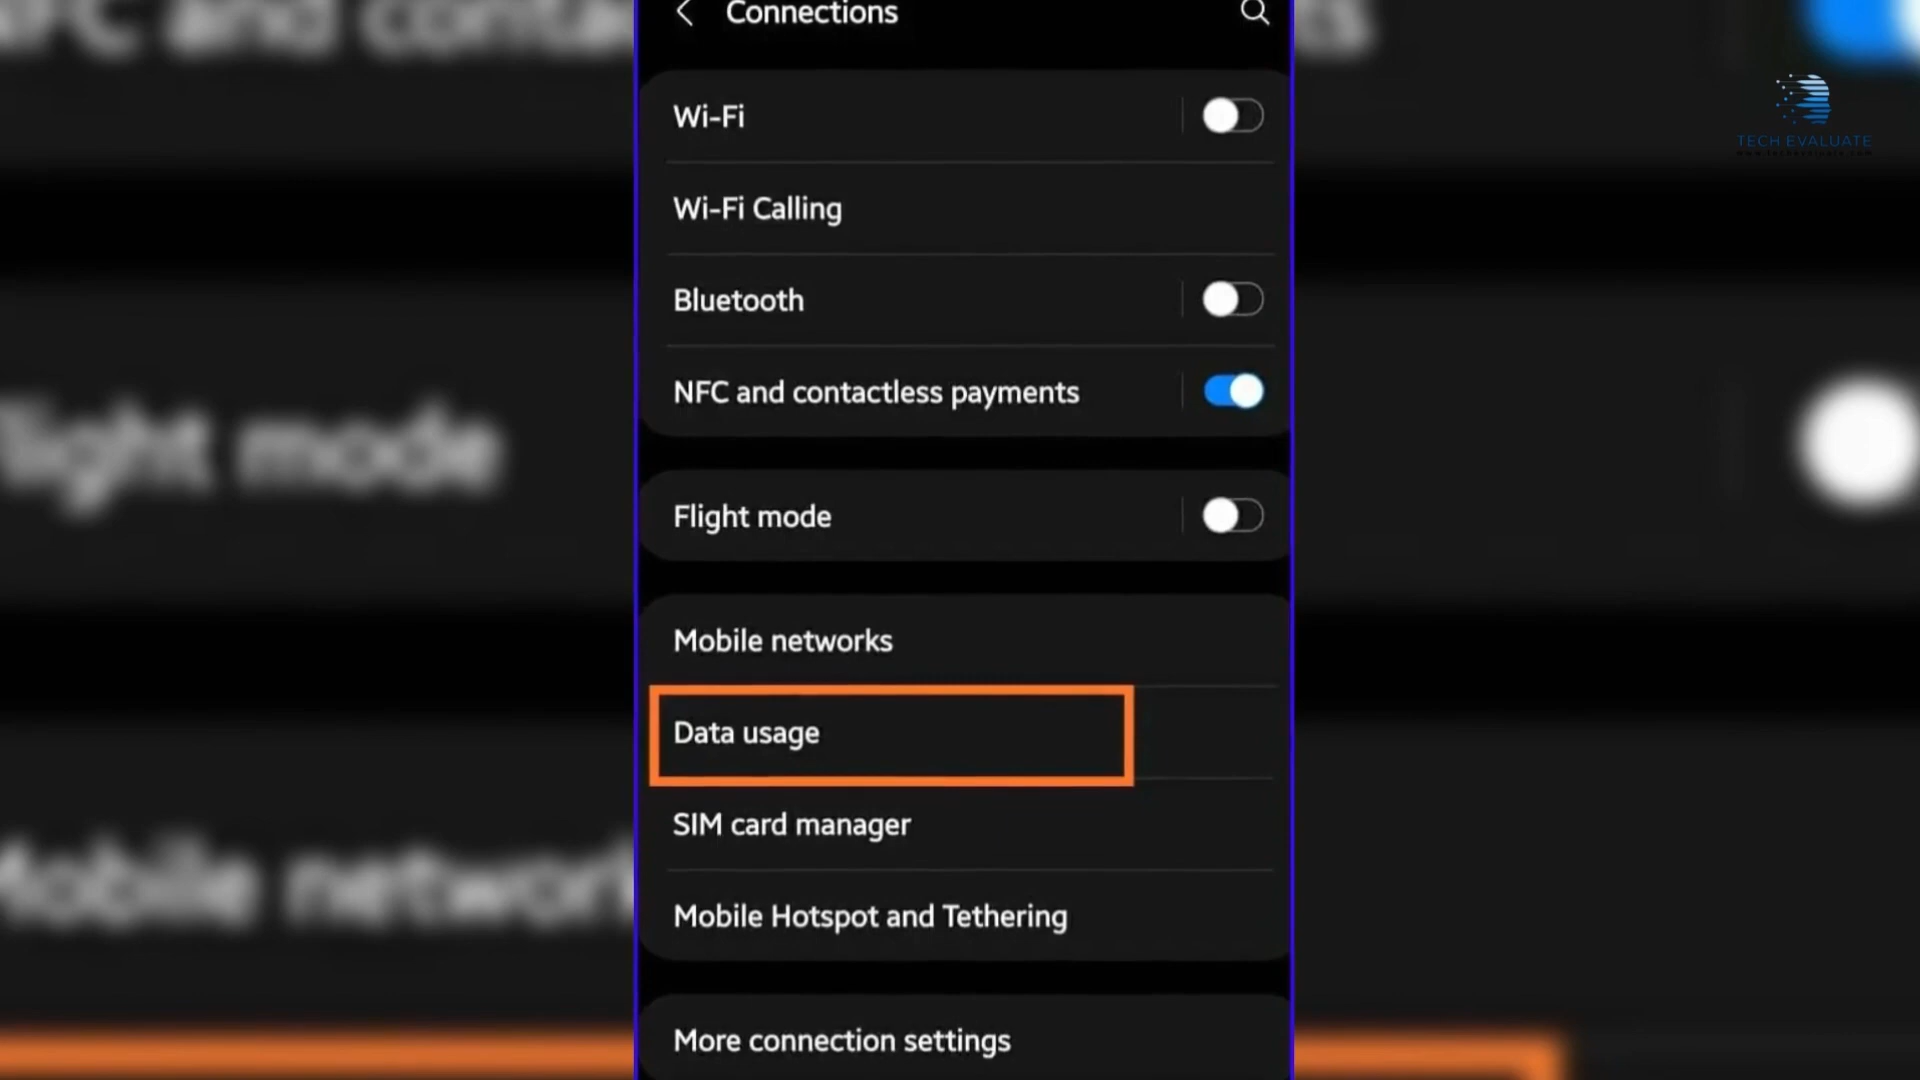 Connections
Wi-Fi
Wi-Fi Calling
Bluetooth
NFC and contactless payments
Flight mode
Mobile networks
Data usage
SIM card manager
Mobile Hotspot and Tethering
More connection settings
TECH EVALUATE